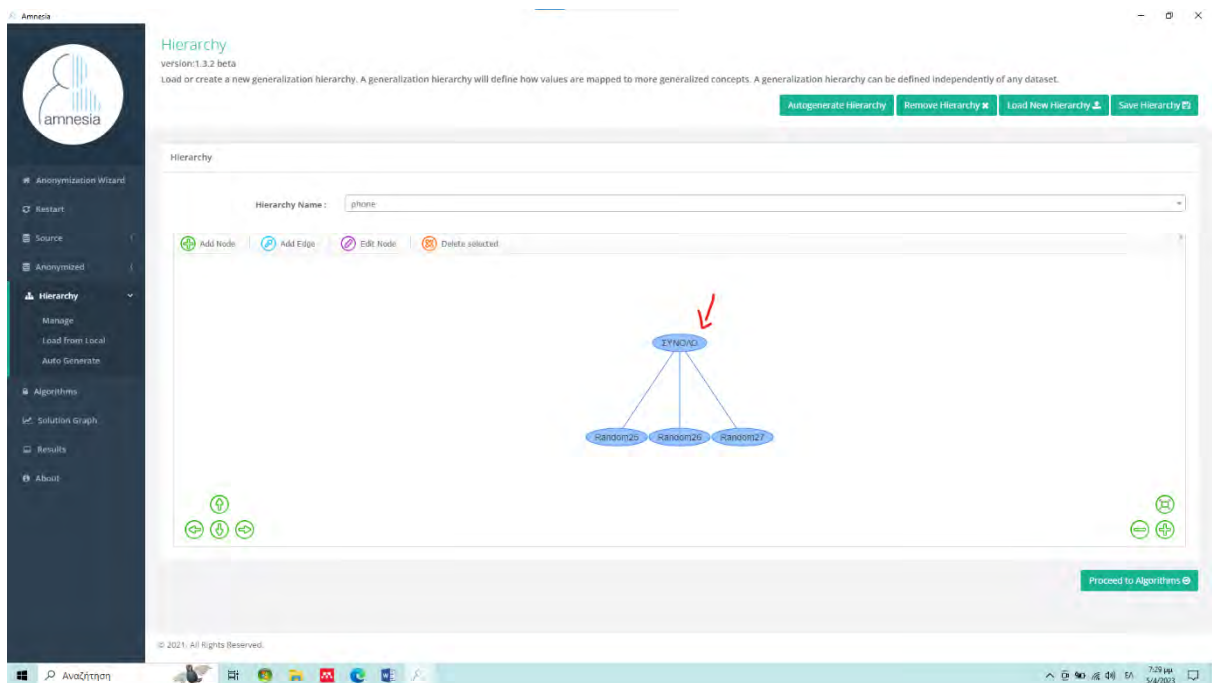 Amnesia
amnesia
Hierarchy
version:1.3.2 beta
Load or create a new generalization hierarchy. A generalization hierarchy will define how values are mapped to more generalized concepts. A generalization hierarchy can be defined independently of any dataset.
Autogenerate Hierarchy Remove Hierarchy Load New Hierarchy Save Hierarchy
Anonymization Wizard
Restart
Source
Anonymized
Hierarchy
Manage
Load from Local
Auto Generate
Algorithms
Solution Graph
Results
About
Hierarchy
Hierarchy Name : phone
Add Node Add Edge Edit Node Delete selected
ΣΥΝΟΛΟ
Random25 Random26 Random27
Proceed to Algorithms
© 2021. All Rights Reserved.
Αναζήτηση
ΕΛ
7:29 μμ
5/4/2023